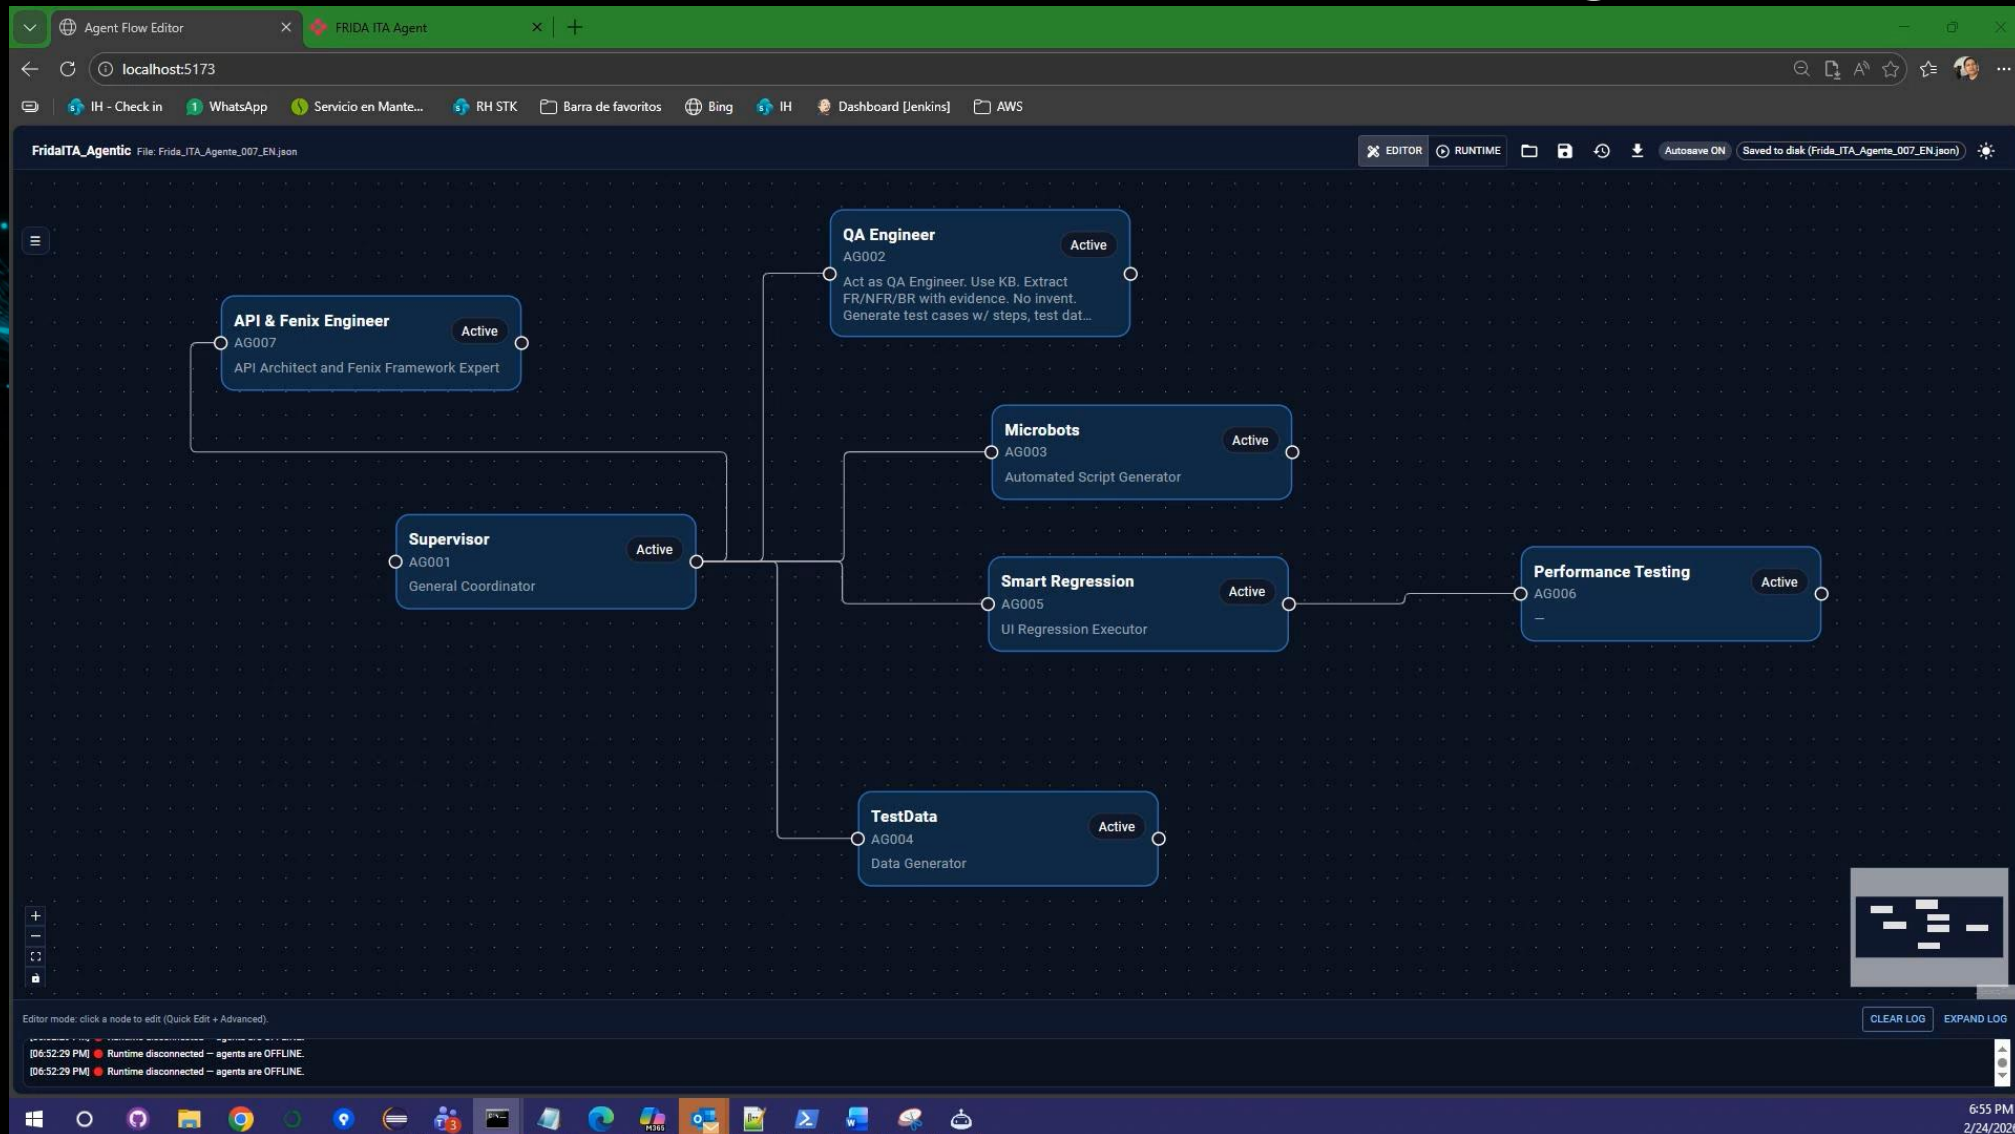 Agent Flow Editor
FRIDA ITA Agent
localhost:5173
IH - Check in
WhatsApp
Servicio en Mante...
RH STK
Barra de favoritos
Bing
IH
Dashboard [Jenkins]
AWS
FridaITA_Agentic File: Frida_ITA_Agente_007_EN.json
EDITOR
RUNTIME
Autosave ON
Saved to disk (Frida_ITA_Agente_007_EN.json)
QA Engineer
AG002
Active
Act as QA Engineer. Use KB. Extract
FR/NFR/BR with evidence. No invent.
Generate test cases w/ steps, test dat...
API & Fenix Engineer
AG007
Active
API Architect and Fenix Framework Expert
Microbots
AG003
Active
Automated Script Generator
Supervisor
AG001
Active
General Coordinator
Smart Regression
AG005
Active
UI Regression Executor
Performance Testing
AG006
Active
—
TestData
AG004
Active
Data Generator
Editor mode: click a node to edit (Quick Edit + Advanced).
CLEAR LOG
EXPAND LOG
[06:52:29 PM] Runtime disconnected — agents are OFFLINE.
[06:52:29 PM] Runtime disconnected — agents are OFFLINE.
6:55 PM